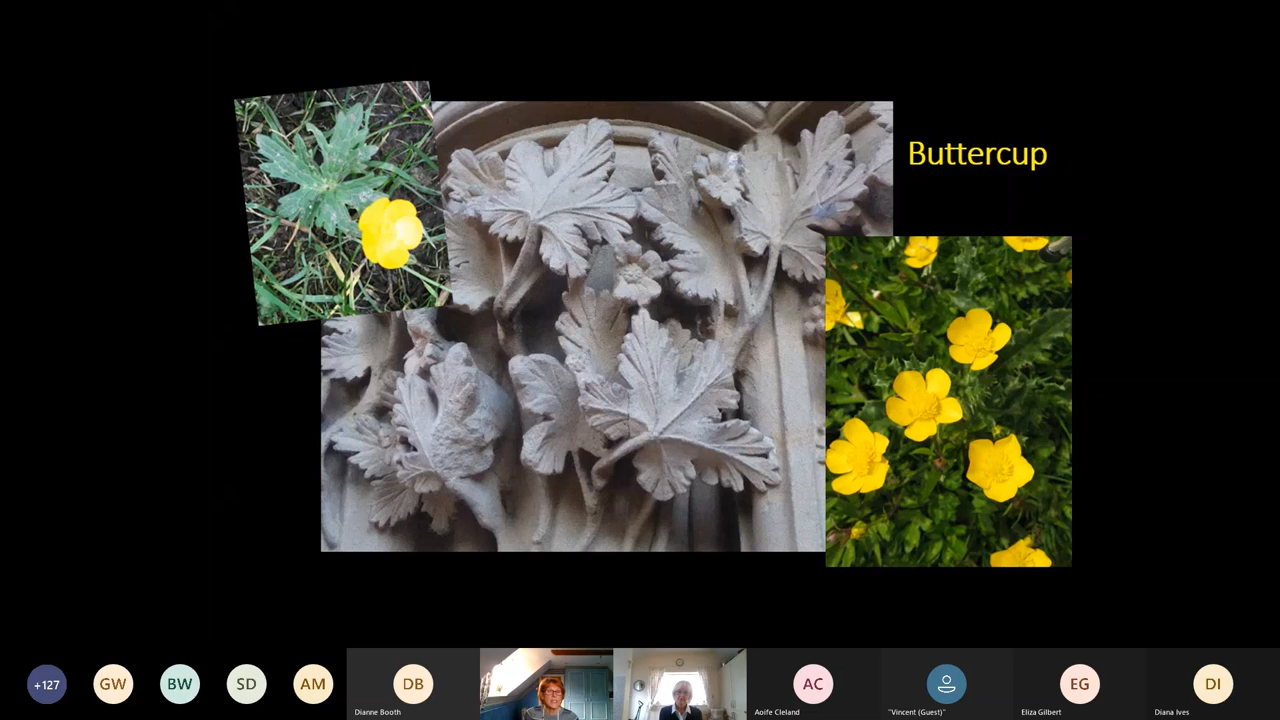 Buttercup
+127
GW
BW
SD
AM
DB
Dianne Booth
AC
Aoife Cleland
"Vincent (Guest)"
EG
Eliza Gilbert
DI
Diana Ives